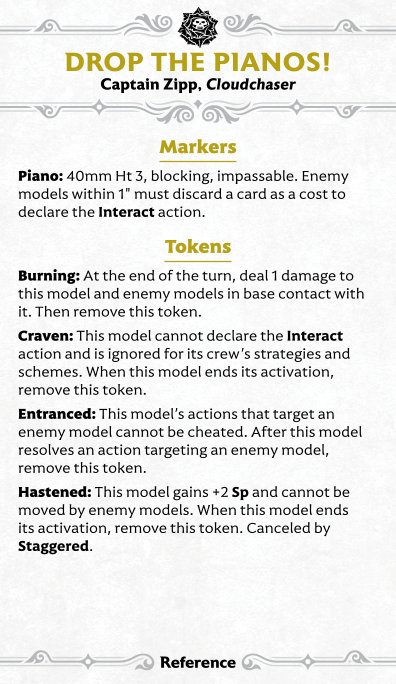 DROP THE PIANOS!
Captain Zipp, Cloudchaser
Markers
Piano: 40mm Ht 3, blocking, impassable. Enemy
models within 1" must discard a card as a cost to
declare the Interact action.
Tokens
Burning: At the end of the turn, deal 1 damage to
this model and enemy models in base contact with
it. Then remove this token.
Craven: This model cannot declare the Interact
action and is ignored for its crew's strategies and
schemes. When this model ends its activation,
remove this token.
Entranced: This model's actions that target an
enemy model cannot be cheated. After this model
resolves an action targeting an enemy model,
remove this token.
Hastened: This model gains +2 Sp and cannot be
moved by enemy models. When this model ends
its activation, remove this token. Canceled by
Staggered.
Reference